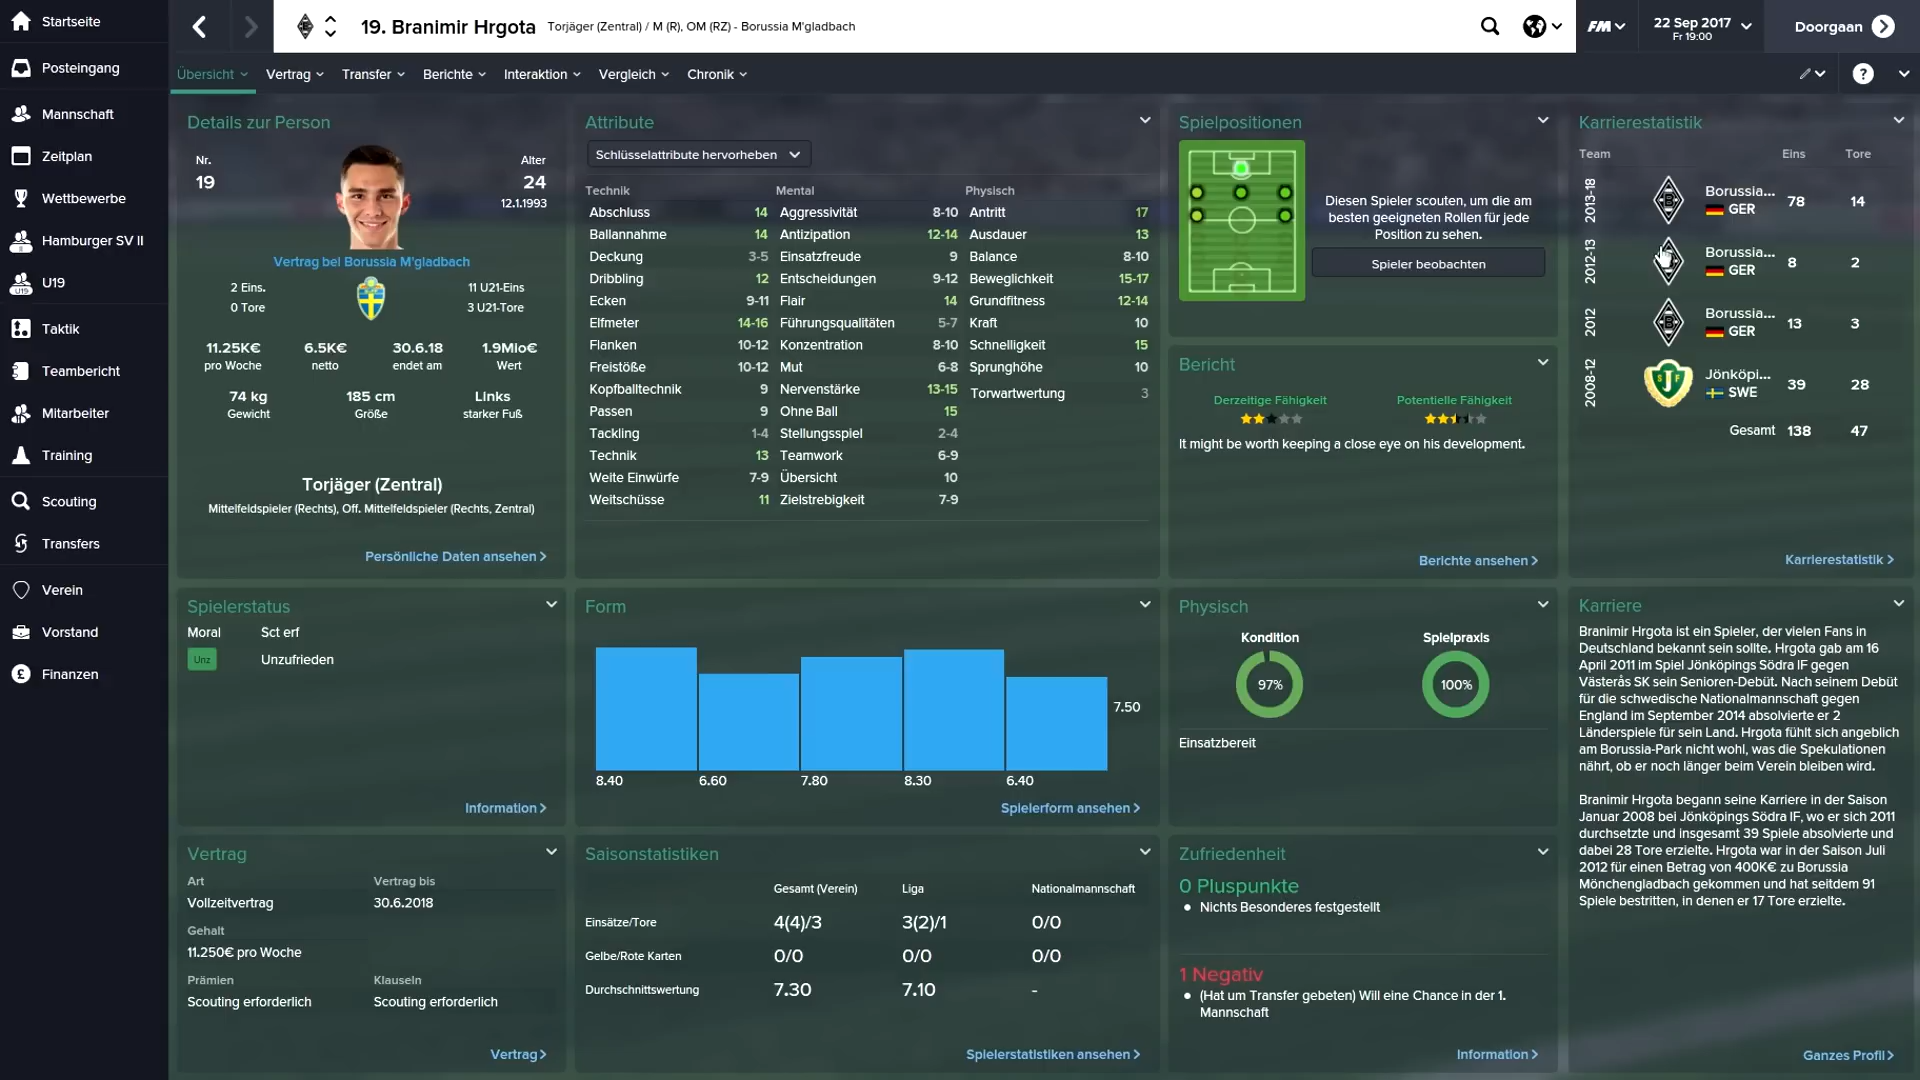 Startseite
Posteingang
Mannschaft
Zeitplan
Wettbewerbe
Hamburger SV II
U19
Taktik
Teambericht
Mitarbeiter
Training
Scouting
Transfers
Verein
Vorstand
Finanzen
19. Branimir Hrgota Torjäger (Zentral) / M (R), OM (RZ) - Borussia M'gladbach
FM
22 Sep 2017
Fr 19:00
Doorgaan
Übersicht Vertrag Transfer Berichte Interaktion Vergleich Chronik
?
Details zur Person
Nr.
19
Alter
24
12.1.1993
Vertrag bei Borussia M'gladbach
2 Eins. 11 U21-Eins
0 Tore 3 U21-Tore
11.25K€ 6.5K€ 30.6.18 1.9Mio€
pro Woche netto endet am Wert
74 kg 185 cm Links
Gewicht Größe starker Fuß
Torjäger (Zentral)
Mittelfeldspieler (Rechts), Off. Mittelfeldspieler (Rechts, Zentral)
Persönliche Daten ansehen >
Attribute
Schlüsselattribute hervorheben
Technik Mental Physisch
Abschluss 14 Aggressivität 8-10 Antritt 17
Ballannahme 14 Antizipation 12-14 Ausdauer 13
Deckung 3-5 Einsatzfreude 9 Balance 8-10
Dribbling 12 Entscheidungen 9-12 Beweglichkeit 15-17
Ecken 9-11 Flair 14 Grundfitness 12-14
Elfmeter 14-16 Führungsqualitäten 5-7 Kraft 10
Flanken 10-12 Konzentration 8-10 Schnelligkeit 15
Freistöße 10-12 Mut 6-8 Sprunghöhe 10
Kopfballtechnik 9 Nervenstärke 13-15 Torwartwertung 3
Passen 9 Ohne Ball 15
Tackling 1-4 Stellungsspiel 2-4
Technik 13 Teamwork 6-9
Weite Einwürfe 7-9 Übersicht 10
Weitschüsse 11 Zielstrebigkeit 7-9
Spielpositionen
Diesen Spieler scouten, um die am
besten geeigneten Rollen für jede
Position zu sehen.
Spieler beobachten
Bericht
Derzeitige Fähigkeit Potentielle Fähigkeit
It might be worth keeping a close eye on his development.
Berichte ansehen >
Karrierestatistik
Team Eins Tore
2013-18 Borussia... GER 78 14
2012-13 Borussia... GER 8 2
2012 Borussia... GER 13 3
2008-12 Jönköpi... SWE 39 28
Gesamt 138 47
Karrierestatistik >
Spielerstatus
Moral Sct erf
Unz Unzufrieden
Information >
Form
7.50
8.40 6.60 7.80 8.30 6.40
Spielerform ansehen >
Physisch
Kondition Spielpraxis
97% 100%
Einsatzbereit
Karriere
Branimir Hrgota ist ein Spieler, der vielen Fans in
Deutschland bekannt sein sollte. Hrgota gab am 16
April 2011 im Spiel Jönköpings Södra IF gegen
Västerås SK sein Senioren-Debüt. Nach seinem Debüt
für die schwedische Nationalmannschaft gegen
England im September 2014 absolvierte er 2
Länderspiele für sein Land. Hrgota fühlt sich angeblich
am Borussia-Park nicht wohl, was die Spekulationen
nährt, ob er noch länger beim Verein bleiben wird.
Branimir Hrgota begann seine Karriere in der Saison
Januar 2008 bei Jönköpings Södra IF, wo er sich 2011
durchsetzte und insgesamt 39 Spiele absolvierte und
dabei 28 Tore erzielte. Hrgota war in der Saison Juli
2012 für einen Betrag von 400K€ zu Borussia
Mönchengladbach gekommen und hat seitdem 91
Spiele bestritten, in denen er 17 Tore erzielte.
Ganzes Profil >
Vertrag
Art Vertrag bis
Vollzeitvertrag 30.6.2018
Gehalt
11.250€ pro Woche
Prämien Klauseln
Scouting erforderlich Scouting erforderlich
Vertrag >
Saisonstatistiken
Gesamt (Verein) Liga Nationalmannschaft
Einsätze/Tore 4(4)/3 3(2)/1 0/0
Gelbe/Rote Karten 0/0 0/0 0/0
Durchschnittswertung 7.30 7.10 -
Spielerstatistiken ansehen >
Zufriedenheit
0 Pluspunkte
• Nichts Besonderes festgestellt
1 Negativ
• (Hat um Transfer gebeten) Will eine Chance in der 1.
Mannschaft
Information >